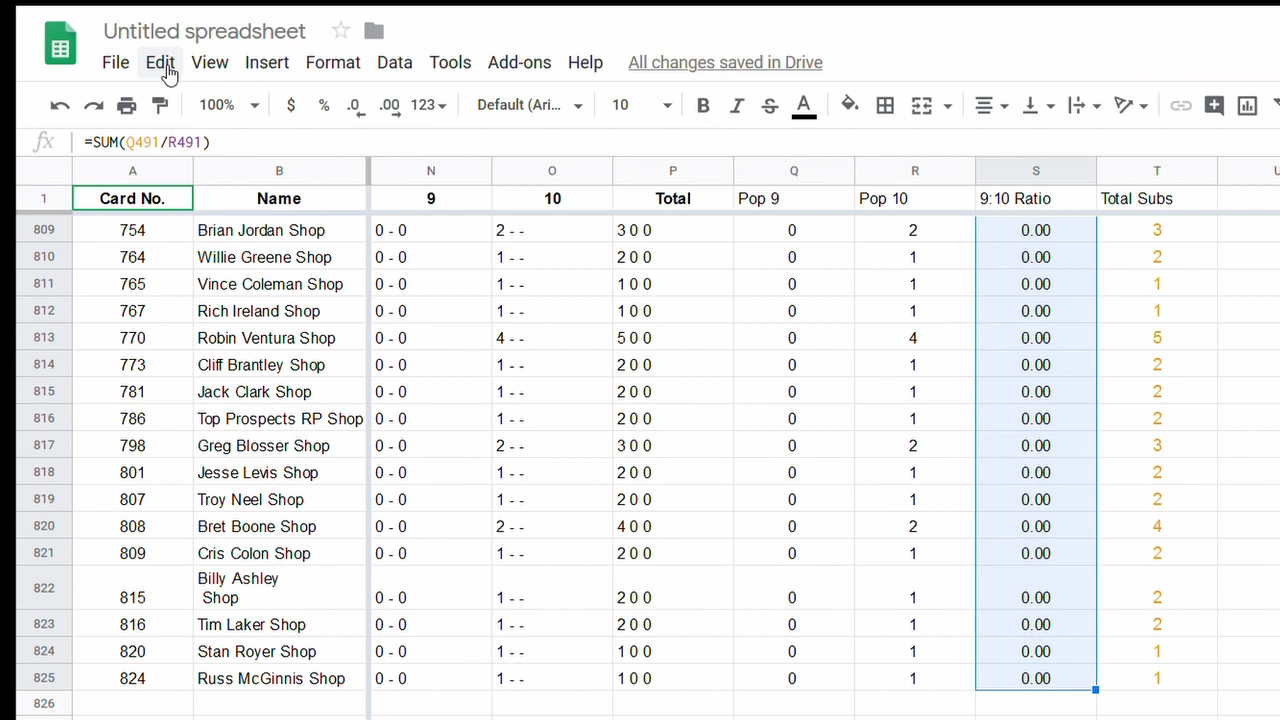 Untitled spreadsheet
File Edit View Insert Format Data Tools Add-ons Help All changes saved in Drive
100% $ % .0 .00 123 Default (Ari... 10 B I S A
fx =SUM(Q491/R491)
A B N O P Q R S T U
1 Card No. Name 9 10 Total Pop 9 Pop 10 9:10 Ratio Total Subs
809 754 Brian Jordan Shop 0 - 0 2 - - 3 0 0 0 2 0.00 3
810 764 Willie Greene Shop 0 - 0 1 - - 2 0 0 0 1 0.00 2
811 765 Vince Coleman Shop 0 - 0 1 - - 1 0 0 0 1 0.00 1
812 767 Rich Ireland Shop 0 - 0 1 - - 1 0 0 0 1 0.00 1
813 770 Robin Ventura Shop 0 - 0 4 - - 5 0 0 0 4 0.00 5
814 773 Cliff Brantley Shop 0 - 0 1 - - 2 0 0 0 1 0.00 2
815 781 Jack Clark Shop 0 - 0 1 - - 2 0 0 0 1 0.00 2
816 786 Top Prospects RP Shop 0 - 0 1 - - 2 0 0 0 1 0.00 2
817 798 Greg Blosser Shop 0 - 0 2 - - 3 0 0 0 2 0.00 3
818 801 Jesse Levis Shop 0 - 0 1 - - 2 0 0 0 1 0.00 2
819 807 Troy Neel Shop 0 - 0 1 - - 2 0 0 0 1 0.00 2
820 808 Bret Boone Shop 0 - 0 2 - - 4 0 0 0 2 0.00 4
821 809 Cris Colon Shop 0 - 0 1 - - 2 0 0 0 1 0.00 2
Billy Ashley
822 815 Shop 0 - 0 1 - - 2 0 0 0 1 0.00 2
823 816 Tim Laker Shop 0 - 0 1 - - 2 0 0 0 1 0.00 2
824 820 Stan Royer Shop 0 - 0 1 - - 1 0 0 0 1 0.00 1
825 824 Russ McGinnis Shop 0 - 0 1 - - 1 0 0 0 1 0.00 1
826